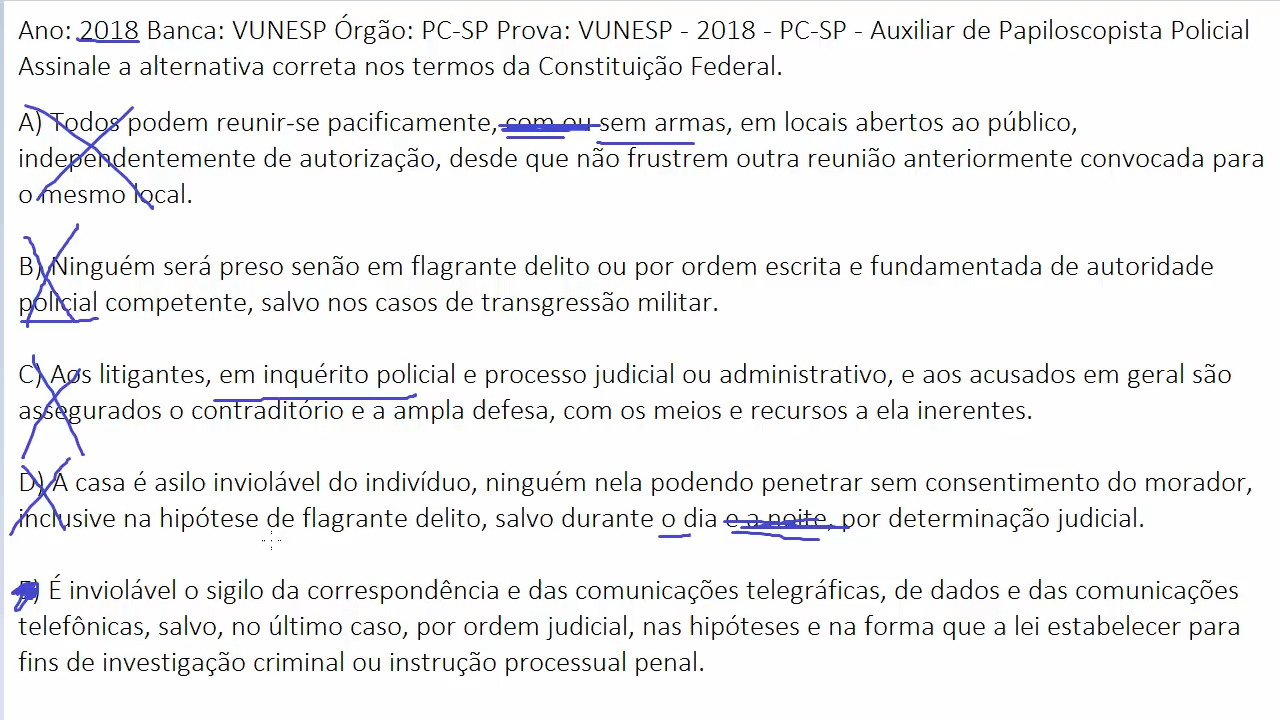 Ano: 2018 Banca: VUNESP Órgão: PC-SP Prova: VUNESP - 2018 - PC-SP - Auxiliar de Papiloscopista Policial
Assinale a alternativa correta nos termos da Constituição Federal.
A) Todos podem reunir-se pacificamente, com ou sem armas, em locais abertos ao público,
independentemente de autorização, desde que não frustrem outra reunião anteriormente convocada para
o mesmo local.
B) Ninguém será preso senão em flagrante delito ou por ordem escrita e fundamentada de autoridade
policial competente, salvo nos casos de transgressão militar.
C) Aos litigantes, em inquérito policial e processo judicial ou administrativo, e aos acusados em geral são
assegurados o contraditório e a ampla defesa, com os meios e recursos a ela inerentes.
D) A casa é asilo inviolável do indivíduo, ninguém nela podendo penetrar sem consentimento do morador,
inclusive na hipótese de flagrante delito, salvo durante o dia e a noite, por determinação judicial.
E) É inviolável o sigilo da correspondência e das comunicações telegráficas, de dados e das comunicações
telefônicas, salvo, no último caso, por ordem judicial, nas hipóteses e na forma que a lei estabelecer para
fins de investigação criminal ou instrução processual penal.